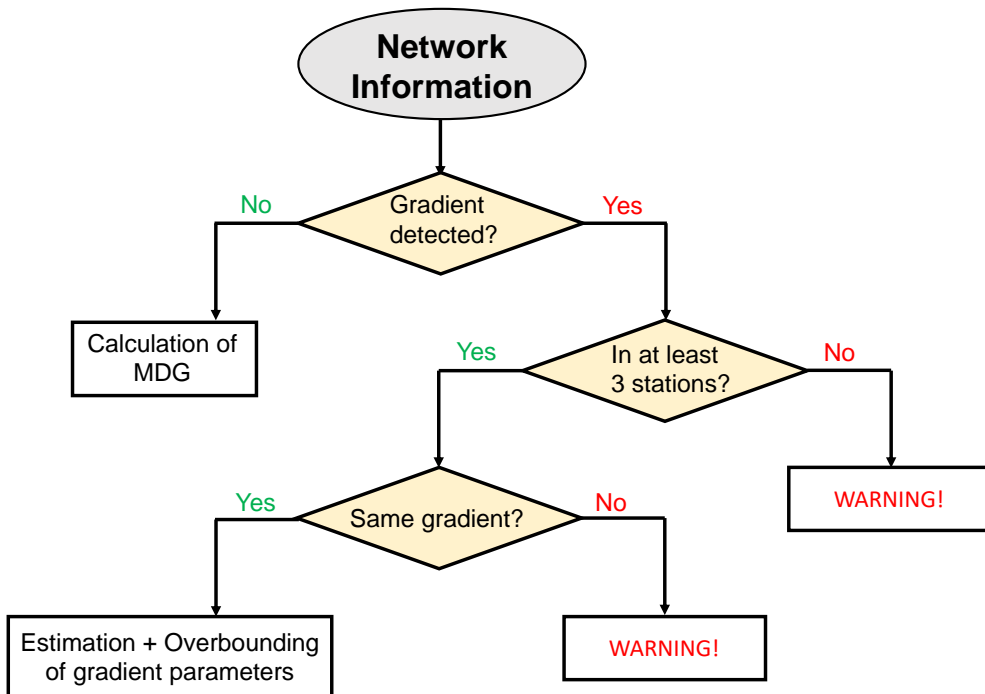 Network
Information
No
Gradient
detected?
Yes
Calculation of
MDG
Yes
In at least
3 stations?
No
Yes
Same gradient?
No
WARNING!
Estimation + Overbounding
of gradient parameters
WARNING!